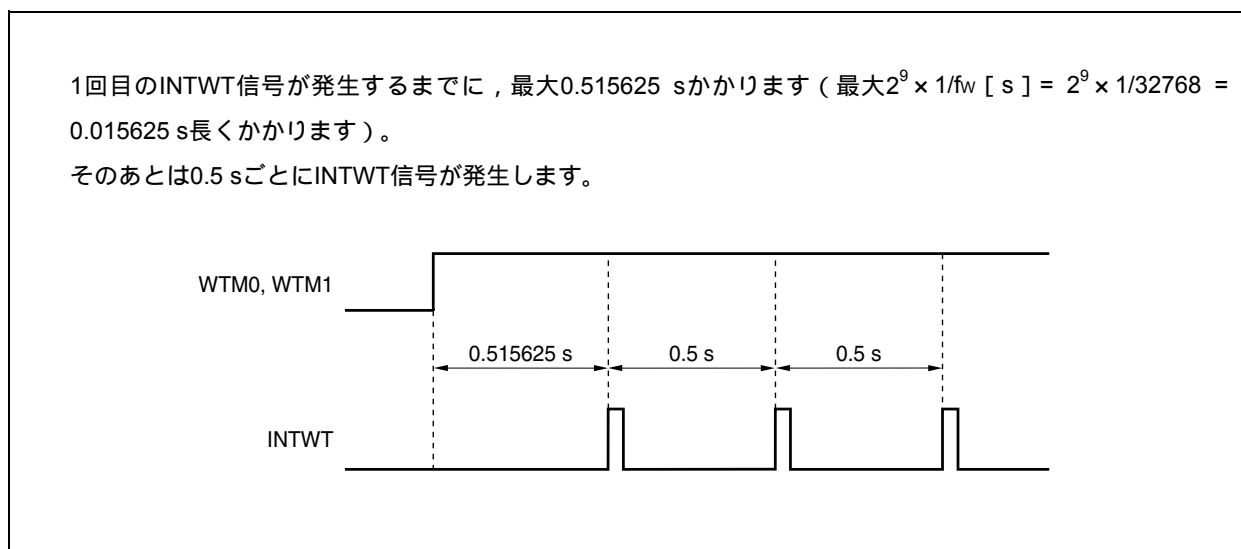 1回目のINTWT信号が発生するまでに，最大0.515625 sかかります（最大2⁹ × 1/fW［s］= 2⁹ × 1/32768 =
0.015625 s長くかかります）。
そのあとは0.5 sごとにINTWT信号が発生します。
WTM0, WTM1
0.515625 s 0.5 s 0.5 s
INTWT